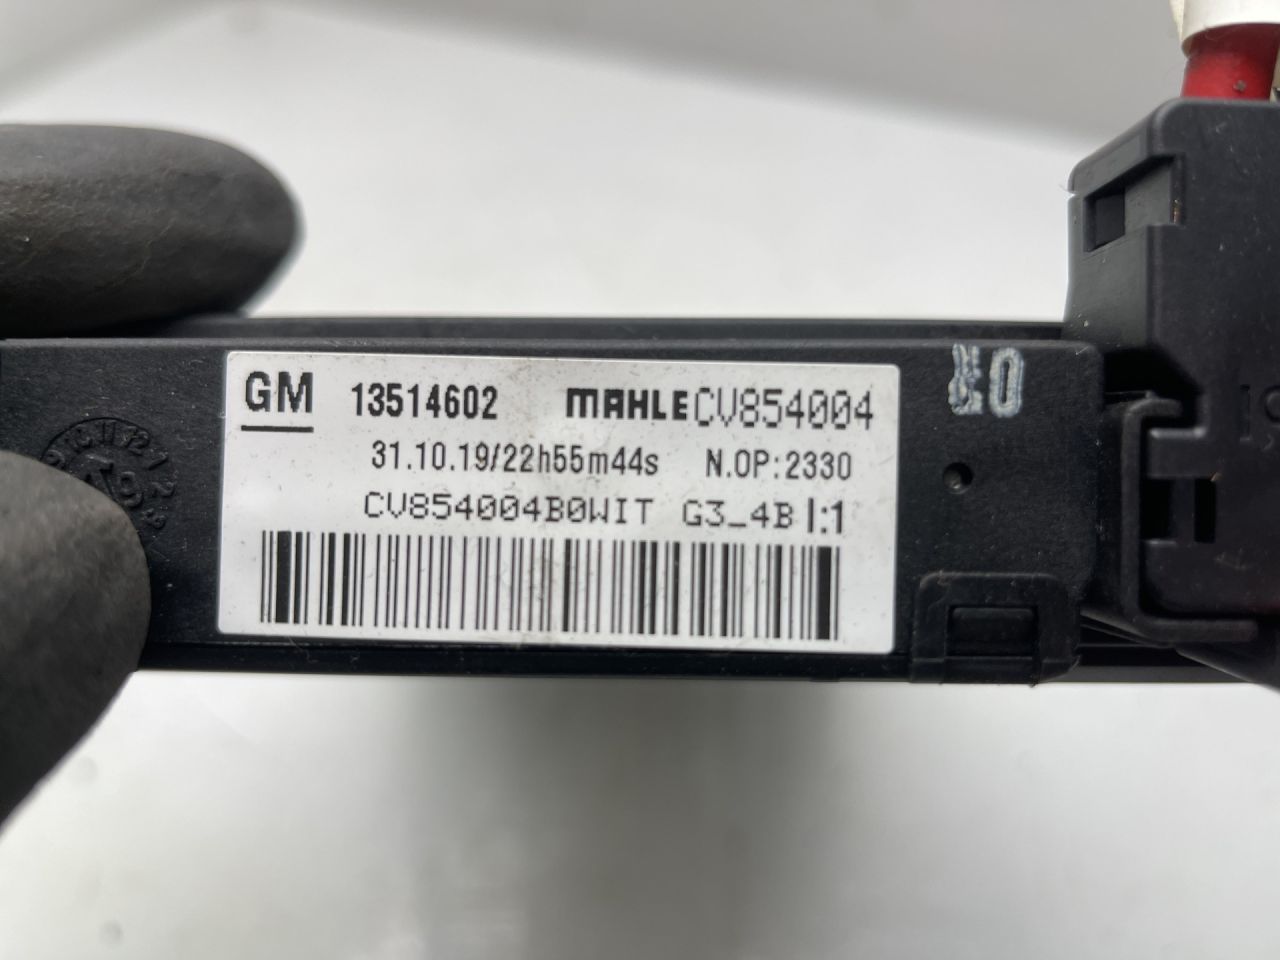 GM 13514602 MAHLE CV854004
31.10.19/22h55m44s N.OP:2330
CV854004B0WIT G3_4B I:1